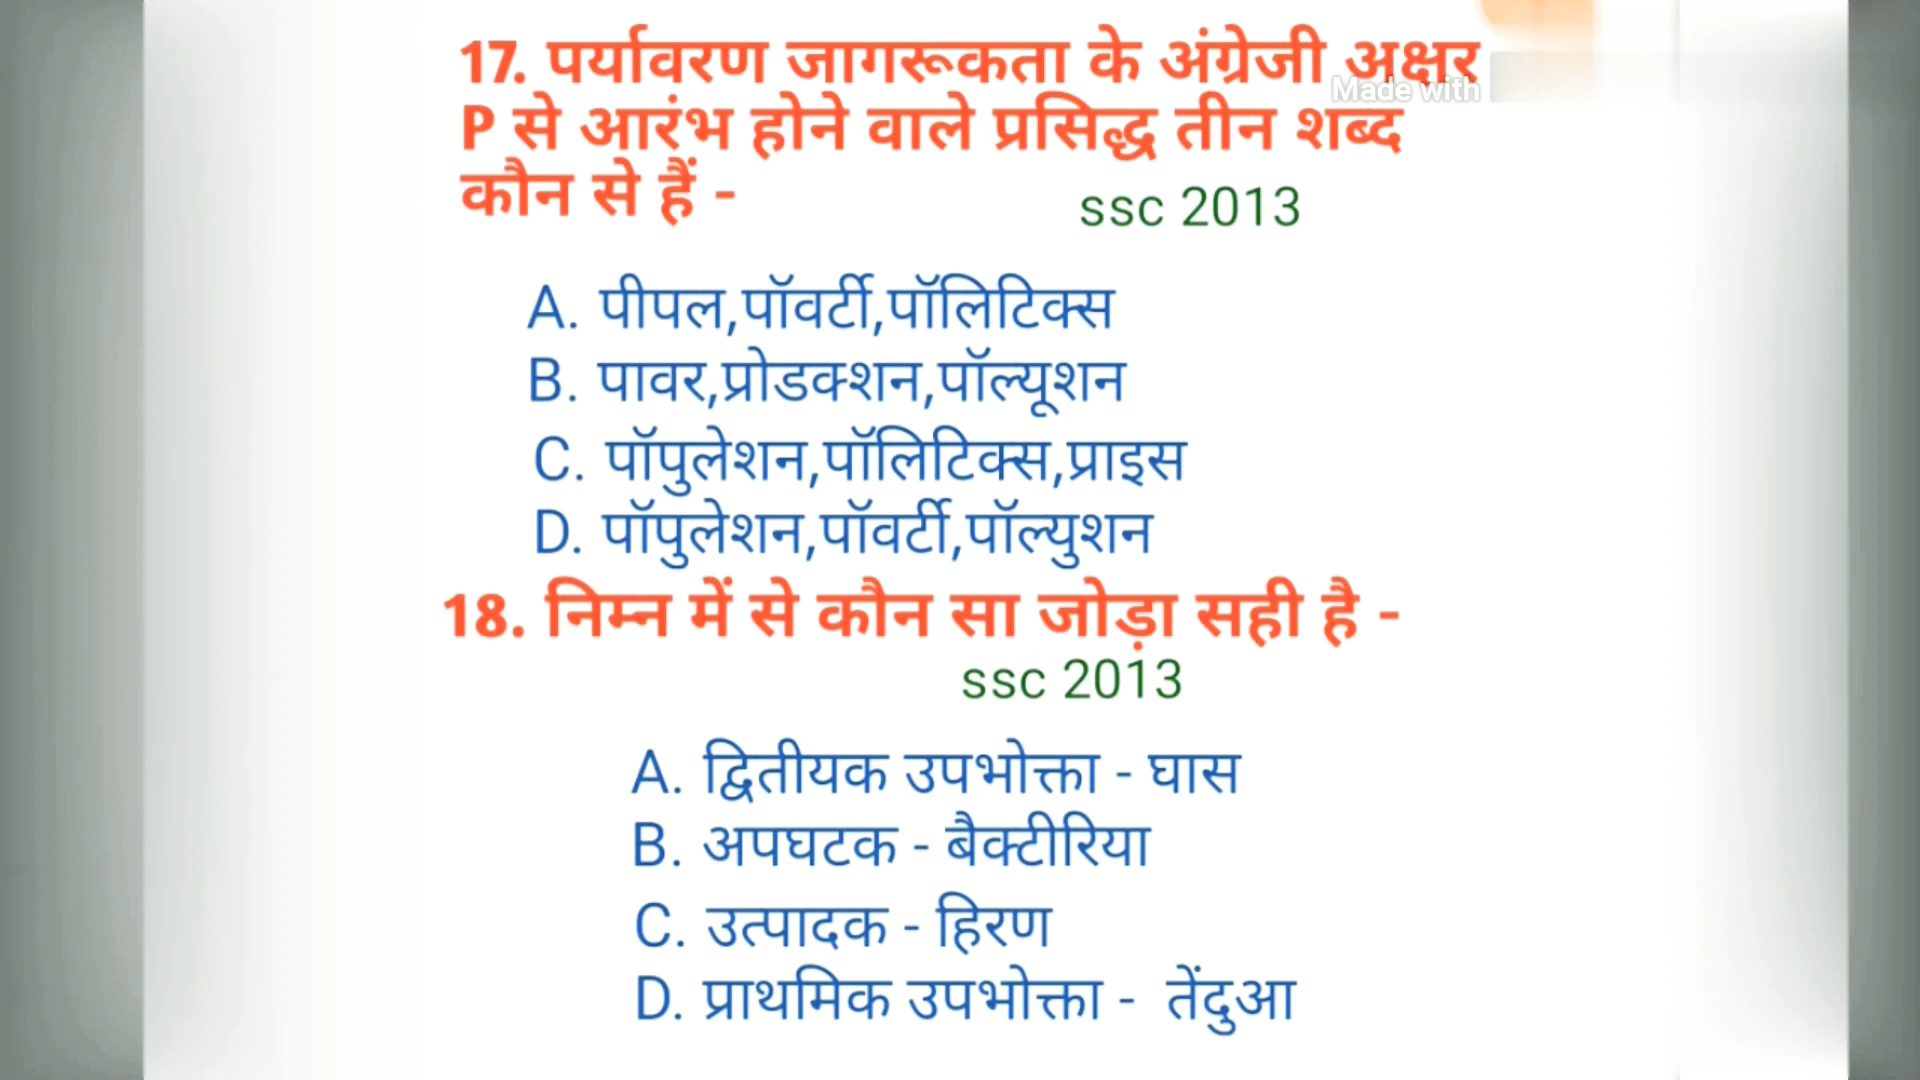 17. पर्यावरण जागरूकता के अंग्रेजी अक्षर
Made with
P से आरंभ होने वाले प्रसिद्ध तीन शब्द
कौन से हैं -
ssc 2013
A. पीपल,पॉवर्टी,पॉलिटिक्स
B. पावर,प्रोडक्शन,पॉल्यूशन
C. पॉपुलेशन,पॉलिटिक्स,प्राइस
D. पॉपुलेशन,पॉवर्टी,पॉल्युशन
18. निम्न में से कौन सा जोड़ा सही है -
ssc 2013
A. द्वितीयक उपभोक्ता - घास
B. अपघटक - बैक्टीरिया
C. उत्पादक - हिरण
D. प्राथमिक उपभोक्ता - तेंदुआ